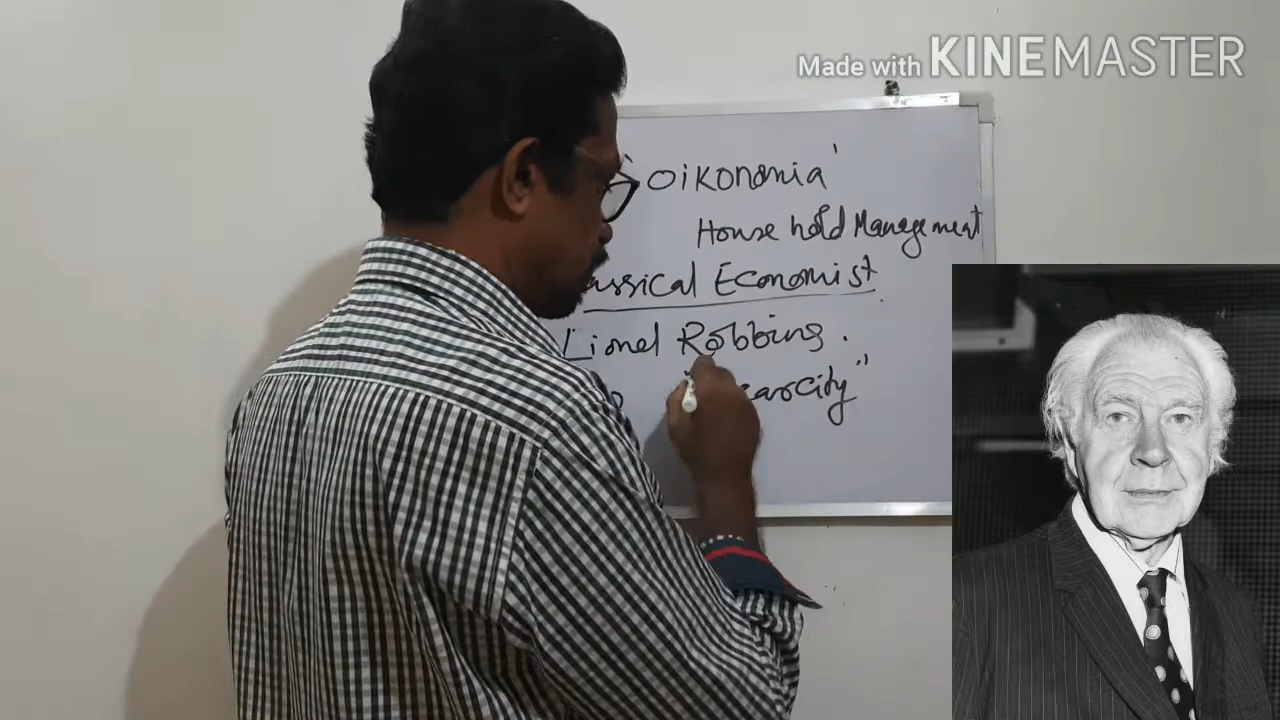 Made with KINEMASTER
'oikonomia'
House hold Management
assical Economist
Lionel Robbins.
carcity"